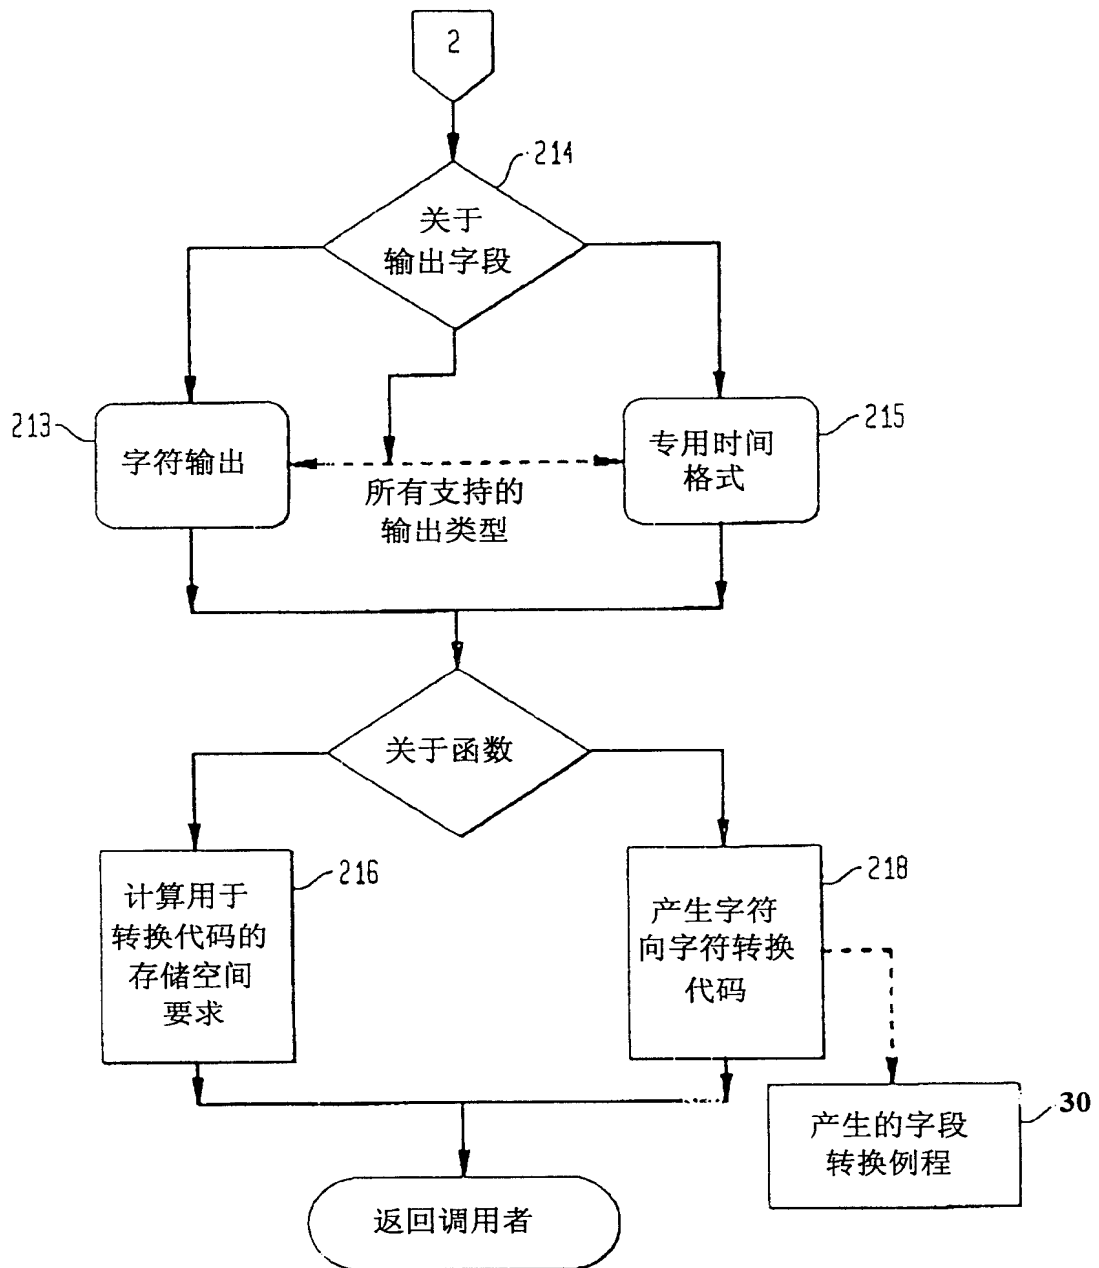 2
214
关于
输出字段
213
字符输出
215
专用时间
格式
所有支持的
输出类型
关于函数
216
计算用于
转换代码的
存储空间
要求
218
产生字符
向字符转换
代码
30
产生的字段
转换例程
返回调用者